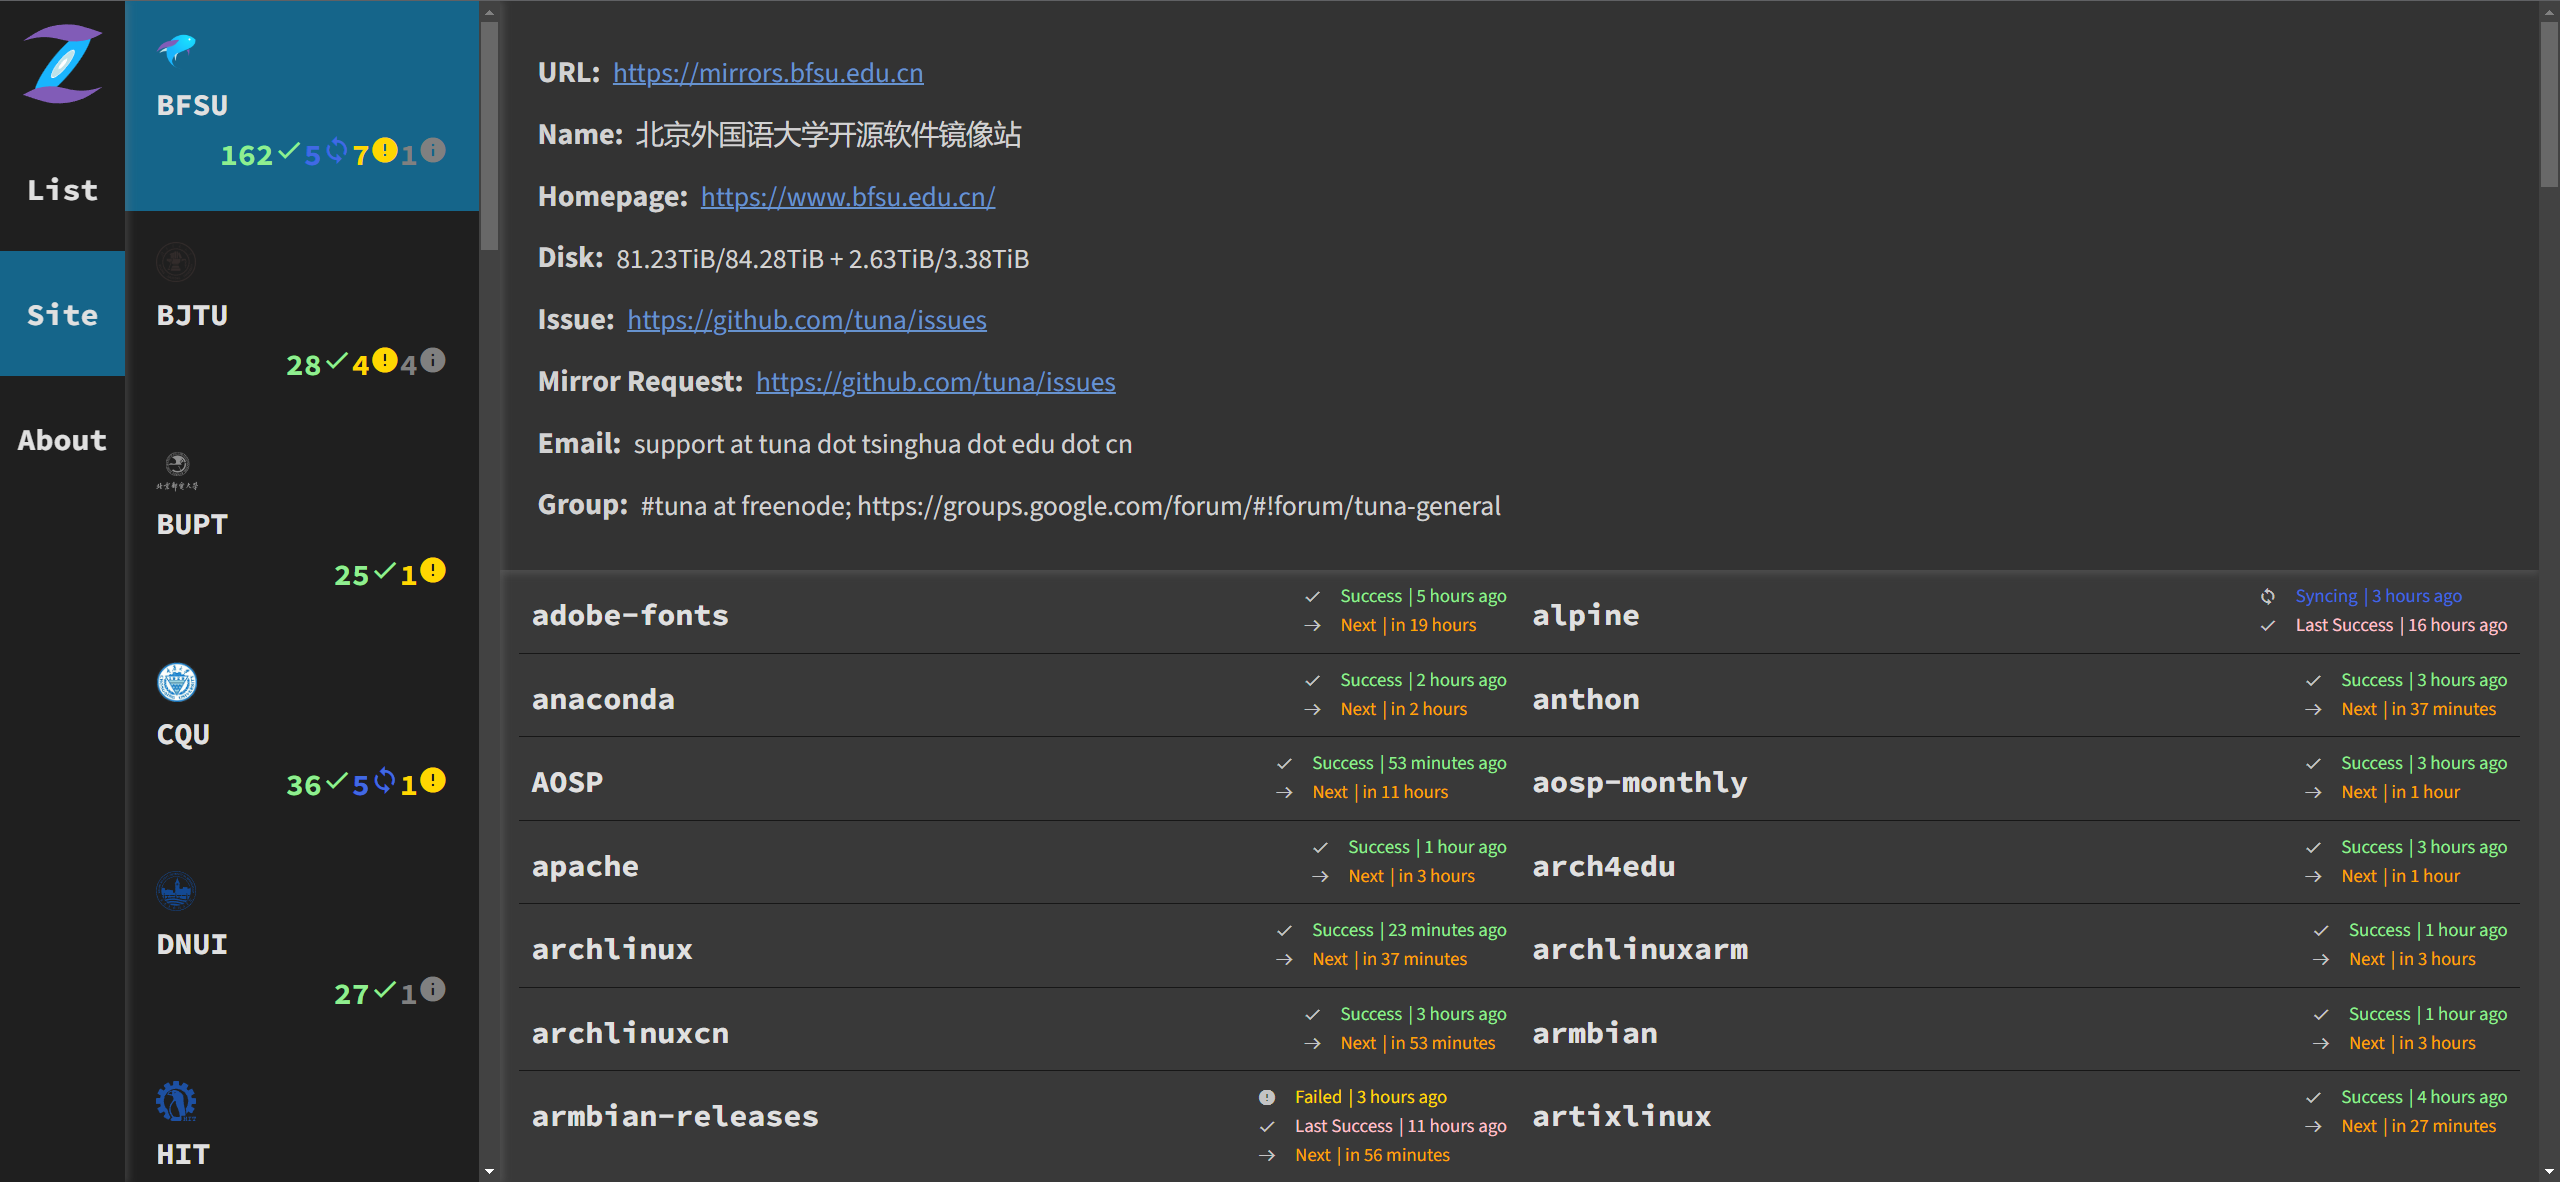 List
Site
About
BFSU
162 5 7 1
BJTU
28 4 4
北京邮电大学
BUPT
25 1
CQU
36 5 1
DNUI
27 1
HIT
URL: https://mirrors.bfsu.edu.cn
Name: 北京外国语大学开源软件镜像站
Homepage: https://www.bfsu.edu.cn/
Disk: 81.23TiB/84.28TiB + 2.63TiB/3.38TiB
Issue: https://github.com/tuna/issues
Mirror Request: https://github.com/tuna/issues
Email: support at tuna dot tsinghua dot edu dot cn
Group: #tuna at freenode; https://groups.google.com/forum/#!forum/tuna-general
adobe-fonts
Success | 5 hours ago
Next | in 19 hours
alpine
Syncing | 3 hours ago
Last Success | 16 hours ago
anaconda
Success | 2 hours ago
Next | in 2 hours
anthon
Success | 3 hours ago
Next | in 37 minutes
AOSP
Success | 53 minutes ago
Next | in 11 hours
aosp-monthly
Success | 3 hours ago
Next | in 1 hour
apache
Success | 1 hour ago
Next | in 3 hours
arch4edu
Success | 3 hours ago
Next | in 1 hour
archlinux
Success | 23 minutes ago
Next | in 37 minutes
archlinuxarm
Success | 1 hour ago
Next | in 3 hours
archlinuxcn
Success | 3 hours ago
Next | in 53 minutes
armbian
Success | 1 hour ago
Next | in 3 hours
armbian-releases
Failed | 3 hours ago
Last Success | 11 hours ago
Next | in 56 minutes
artixlinux
Success | 4 hours ago
Next | in 27 minutes